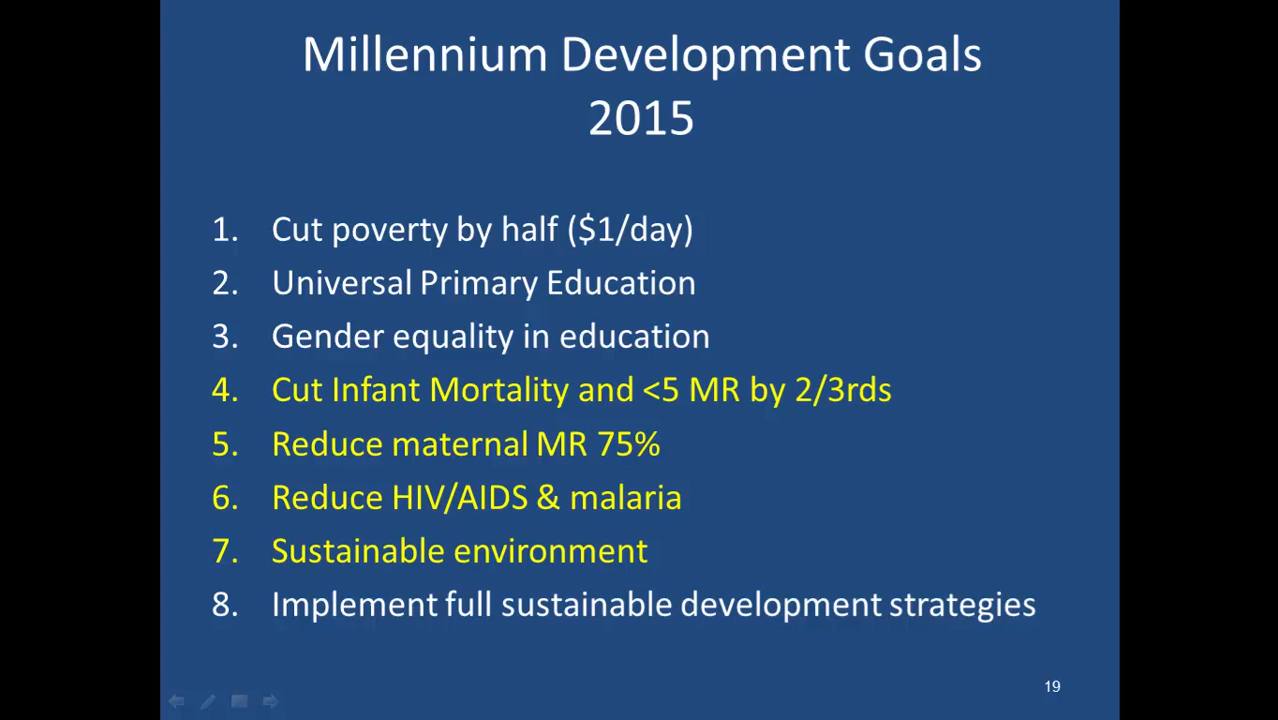 Millennium Development Goals
2015
1. Cut poverty by half ($1/day)
2. Universal Primary Education
3. Gender equality in education
4. Cut Infant Mortality and <5 MR by 2/3rds
5. Reduce maternal MR 75%
6. Reduce HIV/AIDS & malaria
7. Sustainable environment
8. Implement full sustainable development strategies
19